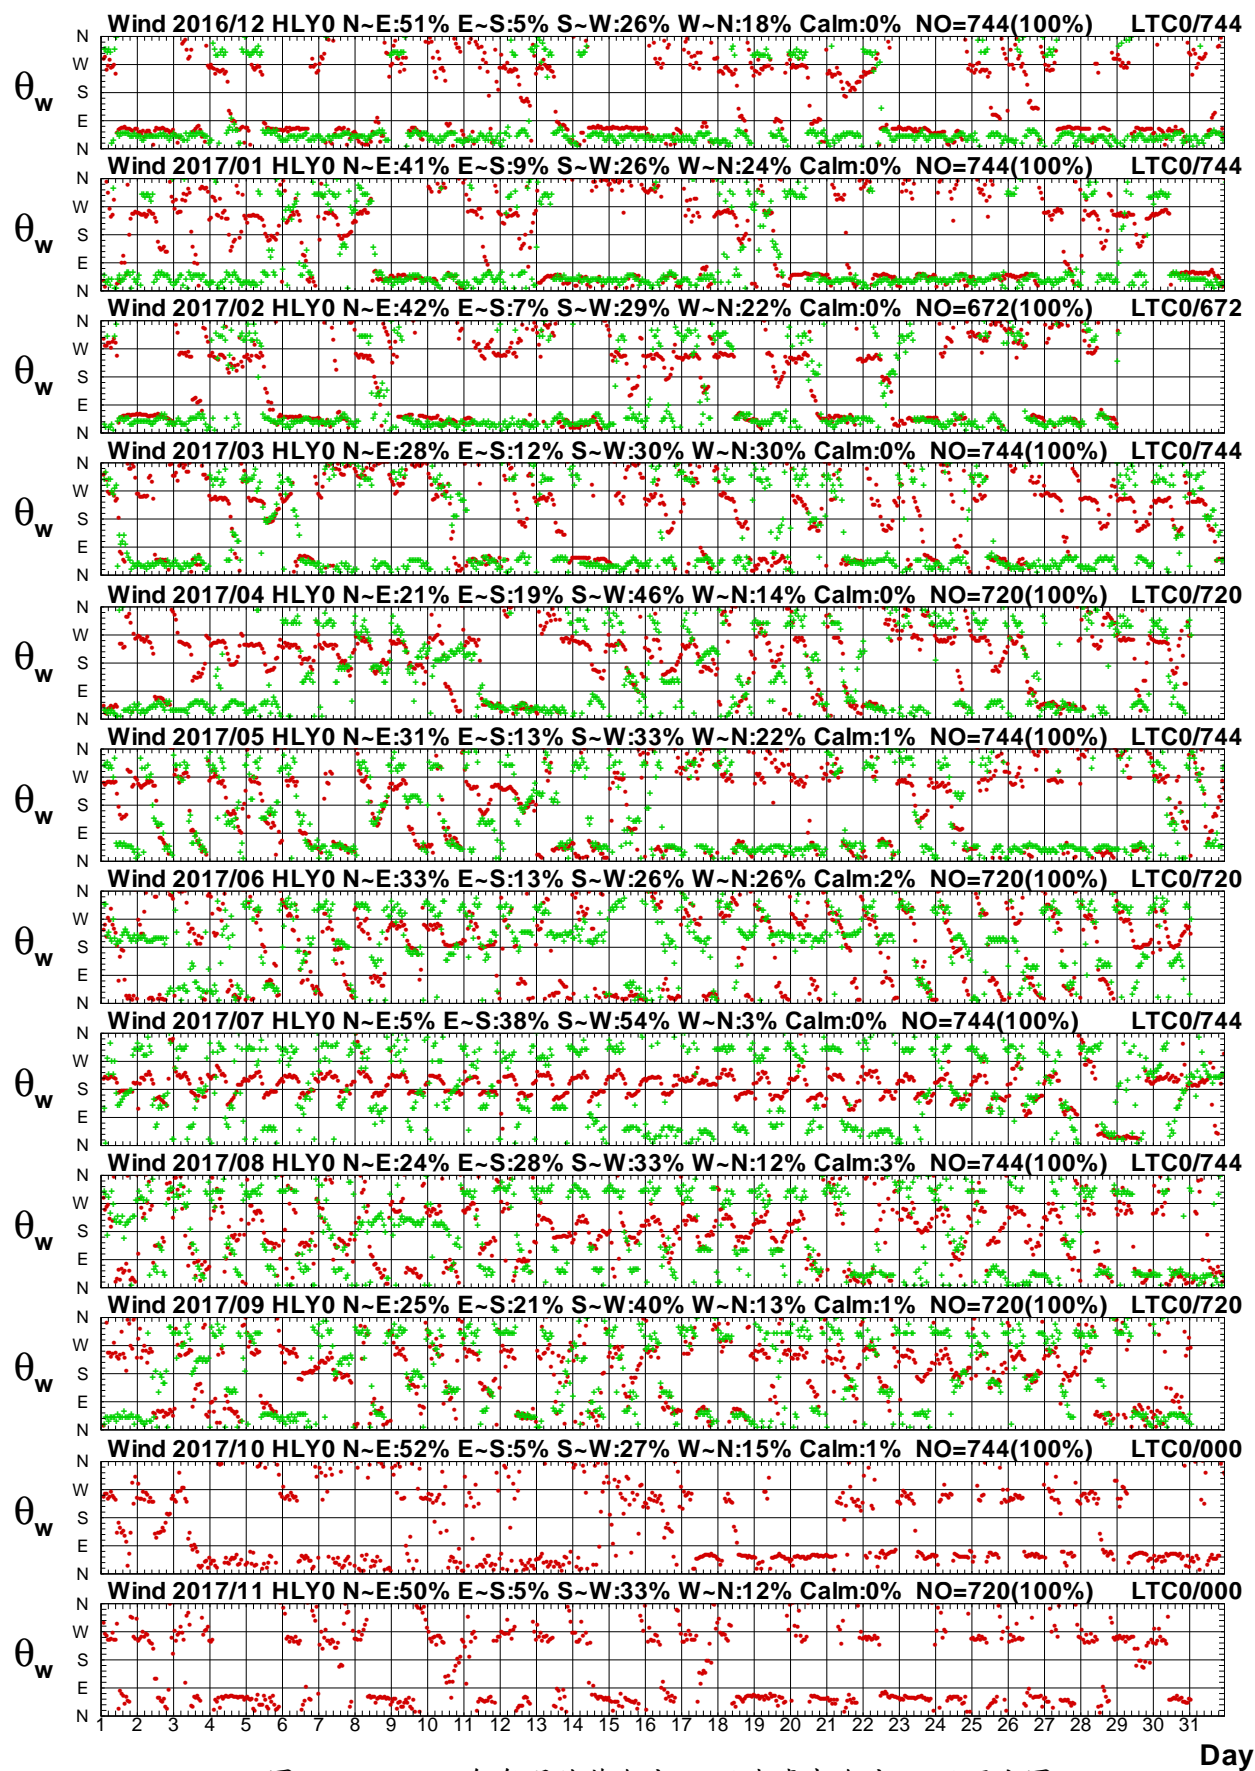 Wind 2016/12 HLY0 N~E:51% E~S:5% S~W:26% W~N:18% Calm:0% NO=744(100%) LTC0/744
N
W
S
E
N
θw
Wind 2017/01 HLY0 N~E:41% E~S:9% S~W:26% W~N:24% Calm:0% NO=744(100%) LTC0/744
N
W
S
E
N
θw
Wind 2017/02 HLY0 N~E:42% E~S:7% S~W:29% W~N:22% Calm:0% NO=672(100%) LTC0/672
N
W
S
E
N
θw
Wind 2017/03 HLY0 N~E:28% E~S:12% S~W:30% W~N:30% Calm:0% NO=744(100%) LTC0/744
N
W
S
E
N
θw
Wind 2017/04 HLY0 N~E:21% E~S:19% S~W:46% W~N:14% Calm:0% NO=720(100%) LTC0/720
N
W
S
E
N
θw
Wind 2017/05 HLY0 N~E:31% E~S:13% S~W:33% W~N:22% Calm:1% NO=744(100%) LTC0/744
N
W
S
E
N
θw
Wind 2017/06 HLY0 N~E:33% E~S:13% S~W:26% W~N:26% Calm:2% NO=720(100%) LTC0/720
N
W
S
E
N
θw
Wind 2017/07 HLY0 N~E:5% E~S:38% S~W:54% W~N:3% Calm:0% NO=744(100%) LTC0/744
N
W
S
E
N
θw
Wind 2017/08 HLY0 N~E:24% E~S:28% S~W:33% W~N:12% Calm:3% NO=744(100%) LTC0/744
N
W
S
E
N
θw
Wind 2017/09 HLY0 N~E:25% E~S:21% S~W:40% W~N:13% Calm:1% NO=720(100%) LTC0/720
N
W
S
E
N
θw
Wind 2017/10 HLY0 N~E:52% E~S:5% S~W:27% W~N:15% Calm:1% NO=744(100%) LTC0/000
N
W
S
E
N
θw
Wind 2017/11 HLY0 N~E:50% E~S:5% S~W:33% W~N:12% Calm:0% NO=720(100%) LTC0/000
N
W
S
E
N
θw
1 2 3 4 5 6 7 8 9 10 11 12 13 14 15 16 17 18 19 20 21 22 23 24 25 26 27 28 29 30 31
Day